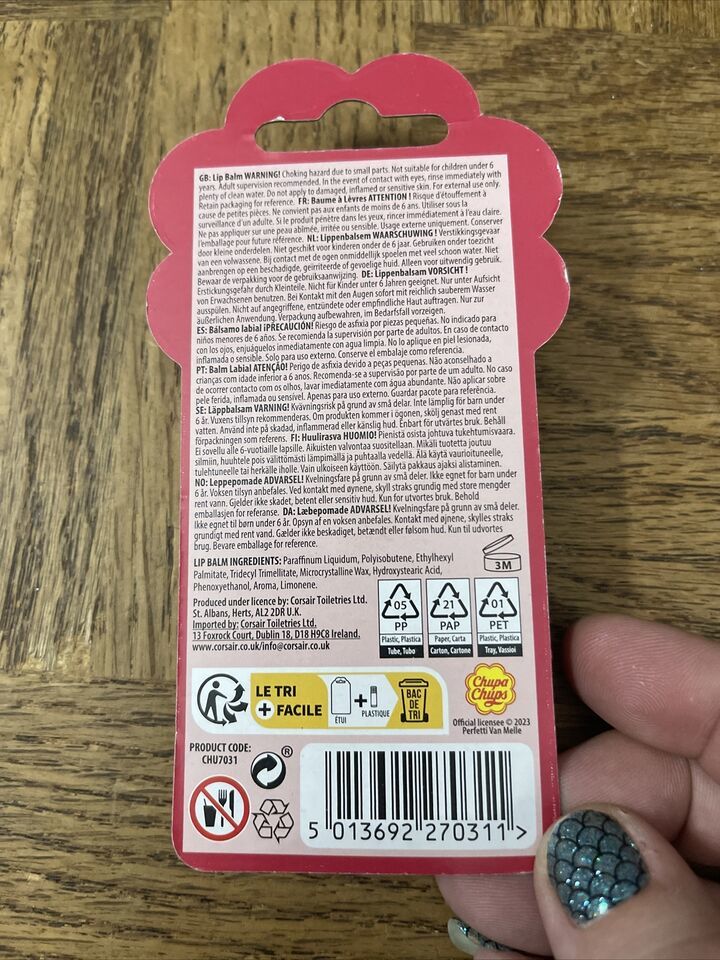 GB: Lip Balm WARNING! Choking hazard due to small parts. Not suitable for children under 6
years. Adult supervision recommended. In the event of contact with eyes, rinse immediately with
plenty of clean water. Do not apply to damaged, inflamed or sensitive skin. For external use only.
Retain packaging for reference. FR: Baume à Lèvres ATTENTION ! Risque d'étouffement à
cause de petites pièces. Ne convient pas aux enfants de moins de 6 ans. Utiliser sous la
surveillance d'un adulte. Si le produit pénètre dans les yeux, rincer immédiatement à l'eau claire.
Ne pas appliquer sur une peau abîmée, irritée ou sensible. Usage externe uniquement. Conserver
l'emballage pour future référence. NL: Lippenbalsem WAARSCHUWING ! Verstikkingsgevaar
door kleine onderdelen. Niet geschikt voor kinderen onder de 6 jaar. Gebruiken onder toezicht
van een volwassene. Bij contact met de ogen onmiddellijk spoelen met veel schoon water. Niet
aanbrengen op een beschadigde, geïrriteerde of gevoelige huid. Alleen voor uitwendig gebruik.
Bewaar de verpakking voor de gebruiksaanwijzing. DE: Lippenbalsam VORSICHT !
Erstickungsgefahr durch Kleinteile. Nicht für Kinder unter 6 Jahren geeignet. Nur unter Aufsicht
von Erwachsenen benutzen. Bei Kontakt mit den Augen sofort mit reichlich sauberem Wasser
ausspülen. Nicht auf angegriffene, entzündete oder empfindliche Haut auftragen. Nur zur
äußerlichen Anwendung. Verpackung aufbewahren, im Bedarfsfall vorzeigen.
ES: Bálsamo labial ¡PRECAUCIÓN! Riesgo de asfixia por piezas pequeñas. No indicado para
niños menores de 6 años. Se recomienda la supervisión por parte de adultos. En caso de contacto
con los ojos, enjuáguelos inmediatamente con agua limpia. No lo aplique en piel lesionada,
inflamada o sensible. Solo para uso externo. Conserve el embalaje como referencia.
PT: Balm Labial ATENÇÃO! Perigo de asfixia devido a peças pequenas. Não aconselhado a
crianças com idade inferior a 6 anos. Recomenda-se a supervisão por parte de um adulto. No caso
de ocorrer contacto com os olhos, lavar imediatamente com água abundante. Não aplicar sobre
pele ferida, inflamada ou sensível. Apenas para uso externo. Guardar pacote para referência.
SE: Läppbalsam VARNING! Kvävningsrisk på grund av små delar. Inte lämplig för barn under
6 år. Vuxens tillsyn rekommenderas. Om produkten kommer i ögonen, skölj genast med rent
vatten. Använd inte på skadad, inflammerad eller känslig hud. Enbart för utvärtes bruk. Behåll
förpackningen som referens. FI: Huulirasva HUOMIO! Pienistä osista johtuva tukehtumisvaara.
Ei sovellu alle 6-vuotiaille lapsille. Aikuisten valvontaa suositellaan. Mikäli tuotetta joutuu
silmiin, huuhtele pois välittömästi lämpimällä ja puhtaalla vedellä. Älä käytä vaurioituneelle,
tulehtuneelle tai herkälle iholle. Vain ulkoiseen käyttöön. Säilytä pakkaus ajaksi alistaminen.
NO: Leppepomade ADVARSEL! Kvelningsfare på grunn av små deler. Ikke egnet for barn under
6 år. Voksen tilsyn anbefales. Ved kontakt med øynene, skyll straks grundig med store mengder
rent vann. Gjelder ikke skadet, betent eller sensitiv hud. Kun for utvortes bruk. Behold
emballasjen for referanse. DA: Læbepomade ADVARSEL! Kvelningsfare på grunn av små deler.
Ikke egnet til børn under 6 år. Opsyn af en voksen anbefales. Kontakt med øjnene, skylles straks
grundigt med rent vand. Gælder ikke beskadiget, betændt eller følsom hud. Kun til udvortes
brug. Bevare emballage for reference.
LIP BALM INGREDIENTS: Paraffinum Liquidum, Polyisobutene, Ethylhexyl
Palmitate, Tridecyl Trimellitate, Microcrystalline Wax, Hydroxystearic Acid,
Phenoxyethanol, Aroma, Limonene.
3M
Produced under licence by: Corsair Toiletries Ltd.
St. Albans, Herts, AL2 2DR U.K.
Imported by: Corsair Toiletries Ltd.
13 Foxrock Court, Dublin 18, D18 H9C8 Ireland.
www.corsair.co.uk/info@corsair.co.uk
05
PP
Plastic, Plastica
Tube, Tubo
21
PAP
Paper, Carta
Carton, Cartone
01
PET
Plastic, Plastica
Tray, Vassioi
LE TRI
+ FACILE
ÉTUI
+
PLASTIQUE
BAC
DE
TRI
Chupa
Chups
Official licensee © 2023
Perfetti Van Melle
PRODUCT CODE:
CHU7031
®
5 013692 270311 >